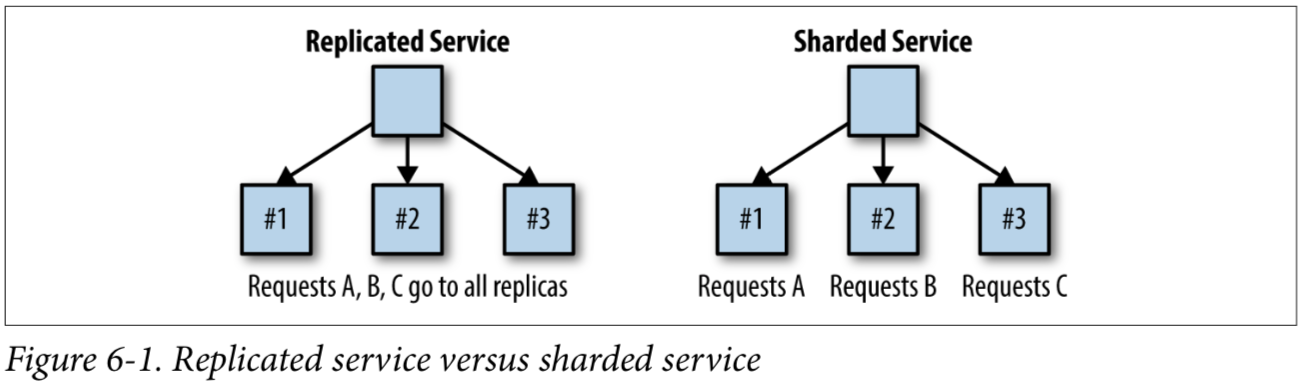 Replicated Service
#1
#2
#3
Requests A, B, C go to all replicas
Sharded Service
#1
#2
#3
Requests A
Requests B
Requests C
Figure 6-1. Replicated service versus sharded service